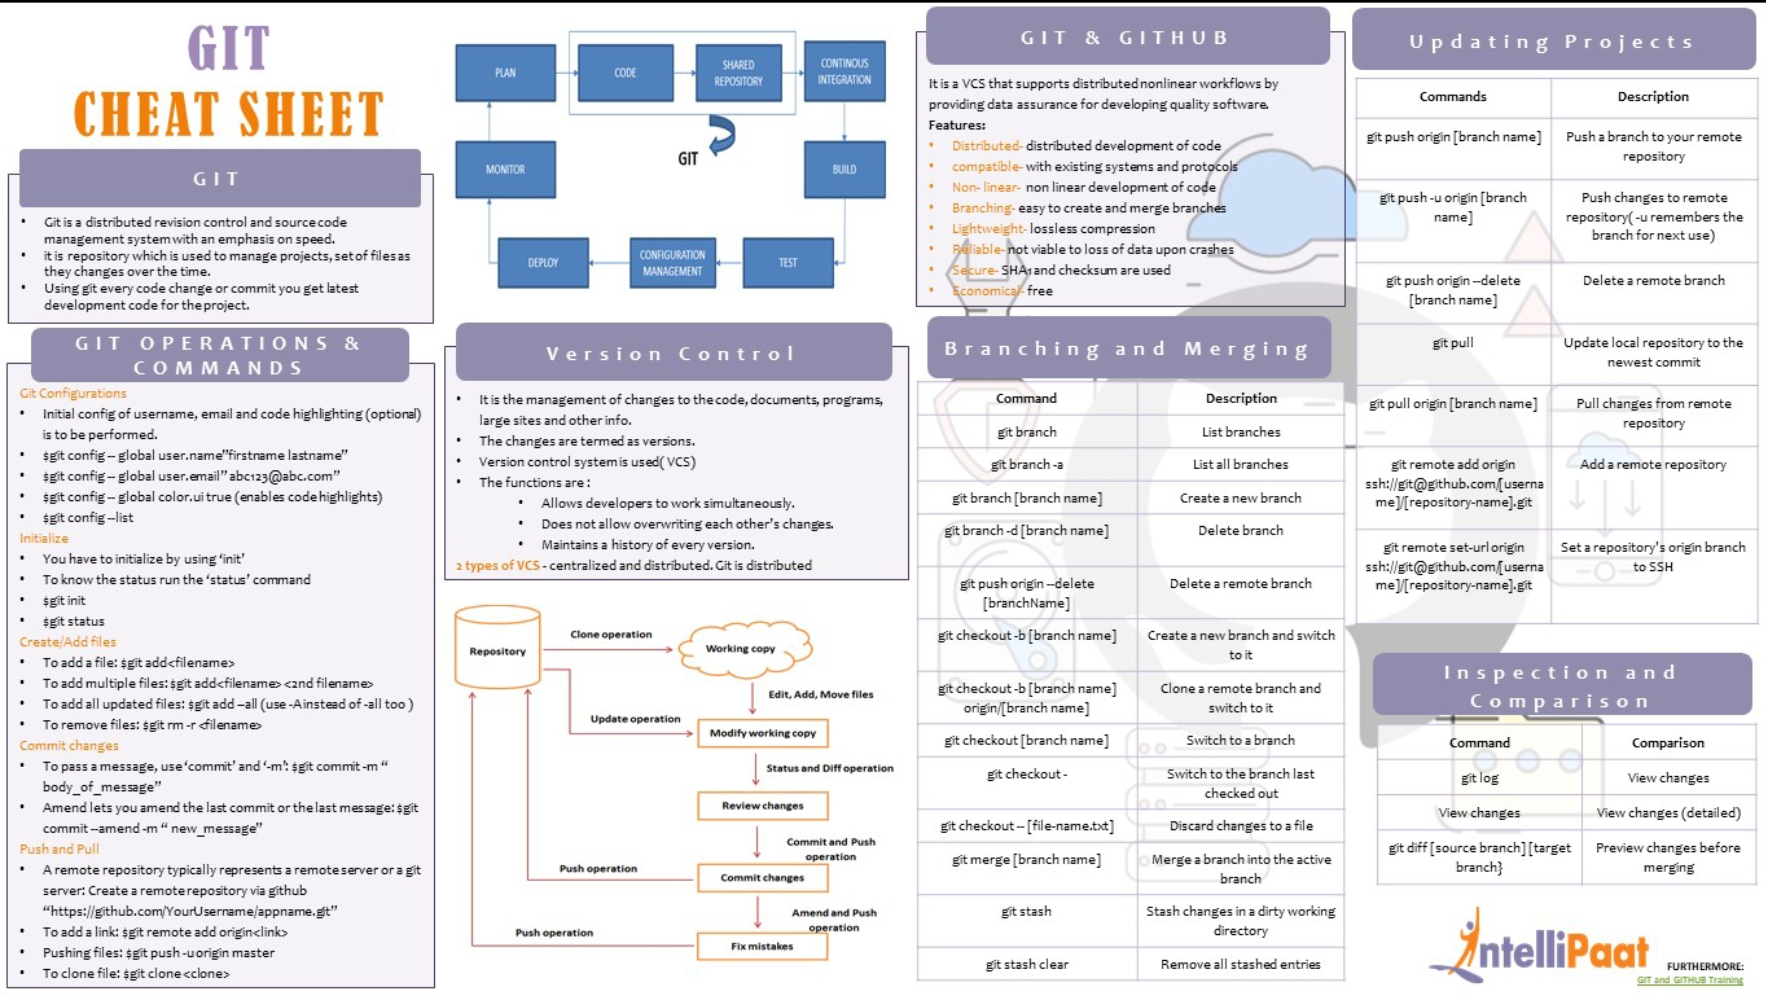 GIT
CHEAT SHEET
GIT
• Git is a distributed revision control and source code
management system with an emphasis on speed.
• it is repository which is used to manage projects, set of files as
they changes over the time.
• Using git every code change or commit you get latest
development code for the project.
GIT OPERATIONS &
COMMANDS
Git Configurations
• Initial config of username, email and code highlighting (optional)
is to be performed.
• $git config -- global user.name"firstname lastname"
• $git config -- global user.email" abc123@abc.com"
• $git config -- global color.ui true (enables code highlights)
• $git config --list
Initialize
• You have to initialize by using 'init'
• To know the status run the 'status' command
• $git init
• $git status
Create/Add files
• To add a file: $git add<filename>
• To add multiple files: $git add<filename> <2nd filename>
• To add all updated files: $git add –all (use -A instead of -all too )
• To remove files: $git rm -r <filename>
Commit changes
• To pass a message, use 'commit' and '-m': $git commit -m "
body_of_message"
• Amend lets you amend the last commit or the last message: $git
commit --amend -m " new_message"
Push and Pull
• A remote repository typically represents a remote server or a git
server: Create a remote repository via github
"https://github.com/YourUsername/appname.git"
• To add a link: $git remote add origin<link>
• Pushing files: $git push -u origin master
• To clone file: $git clone <clone>
PLAN
CODE
SHARED
REPOSITORY
CONTINOUS
INTEGRATION
GIT
MONITOR
BUILD
DEPLOY
CONFIGURATION
MANAGEMENT
TEST
Version Control
• It is the management of changes to the code, documents, programs,
large sites and other info.
• The changes are termed as versions.
• Version control system is used( VCS)
• The functions are :
• Allows developers to work simultaneously.
• Does not allow overwriting each other's changes.
• Maintains a history of every version.
2 types of VCS - centralized and distributed. Git is distributed
Repository
Clone operation
Working copy
Edit, Add, Move files
Update operation
Modify working copy
Status and Diff operation
Review changes
Commit and Push
operation
Push operation
Commit changes
Amend and Push
operation
Push operation
Fix mistakes
GIT & GITHUB
It is a VCS that supports distributed nonlinear workflows by
providing data assurance for developing quality software.
Features:
• Distributed- distributed development of code
• compatible- with existing systems and protocols
• Non- linear- non linear development of code
• Branching- easy to create and merge branches
• Lightweight- lossless compression
• Reliable- not viable to loss of data upon crashes
• Secure- SHA1 and checksum are used
• Economical- free
Branching and Merging
Command Description
git branch List branches
git branch -a List all branches
git branch [branch name] Create a new branch
git branch -d [branch name] Delete branch
git push origin --delete Delete a remote branch
[branchName]
git checkout -b [branch name] Create a new branch and switch
to it
git checkout -b [branch name] Clone a remote branch and
origin/[branch name] switch to it
git checkout [branch name] Switch to a branch
git checkout - Switch to the branch last
checked out
git checkout -- [file-name.txt] Discard changes to a file
git merge [branch name] Merge a branch into the active
branch
git stash Stash changes in a dirty working
directory
git stash clear Remove all stashed entries
Updating Projects
Commands Description
git push origin [branch name] Push a branch to your remote
repository
git push -u origin [branch Push changes to remote
name] repository( -u remembers the
branch for next use)
git push origin --delete Delete a remote branch
[branch name]
git pull Update local repository to the
newest commit
git pull origin [branch name] Pull changes from remote
repository
git remote add origin Add a remote repository
ssh://git@github.com/[userna
me]/[repository-name].git
git remote set-url origin Set a repository's origin branch
ssh://git@github.com/[userna to SSH
me]/[repository-name].git
Inspection and
Comparison
Command Comparison
git log View changes
View changes View changes (detailed)
git diff [source branch] [target Preview changes before
branch} merging
IntelliPaat
FURTHERMORE:
GIT and GITHUB Training